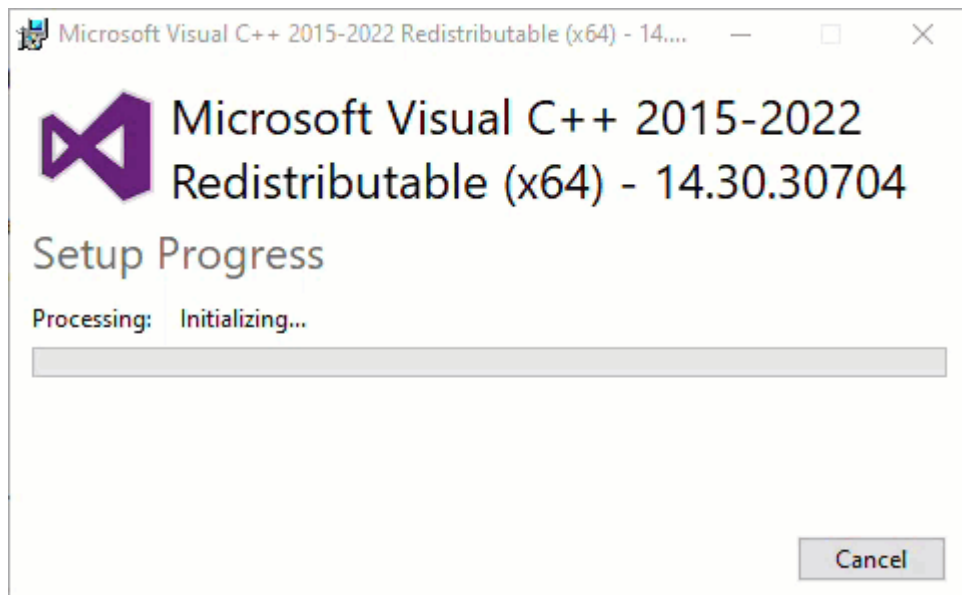 Microsoft Visual C++ 2015-2022 Redistributable (x64) - 14....
Microsoft Visual C++ 2015-2022
Redistributable (x64) - 14.30.30704
Setup Progress
Processing: Initializing...
Cancel